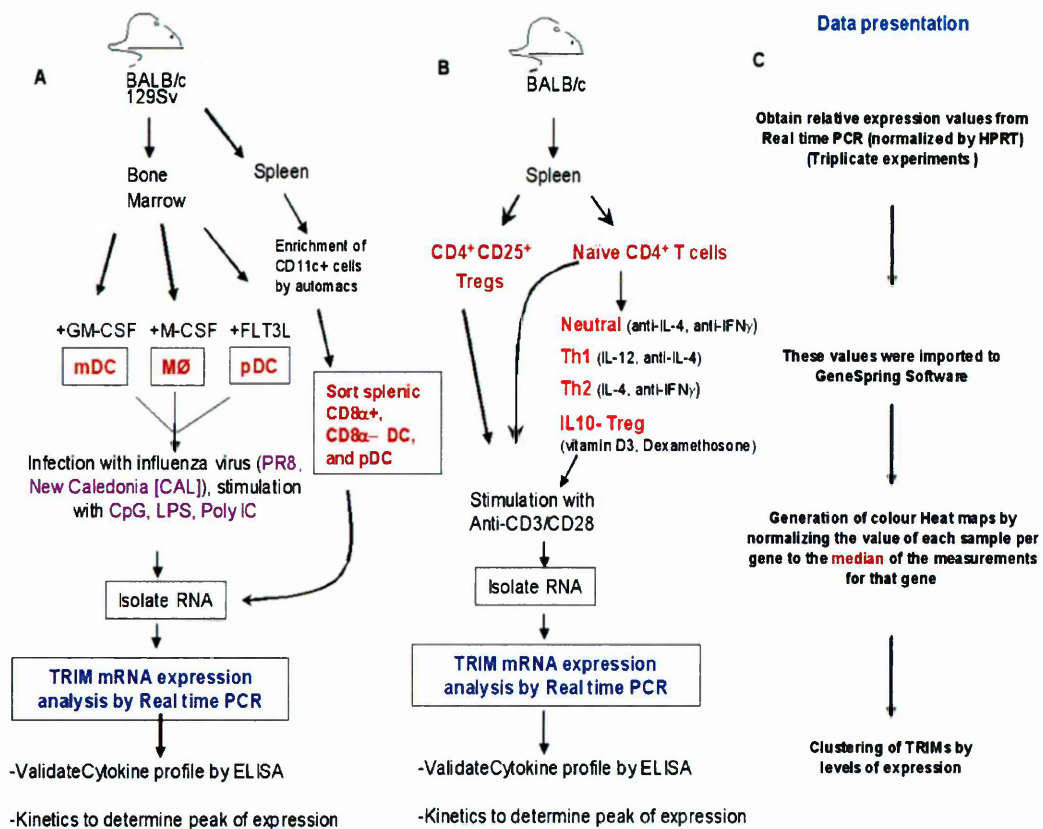 A
BALB/c
129Sv
Bone
Marrow
Spleen
Enrichment of
CD11c+ cells
by automacs
+GM-CSF
+M-CSF
+FLT3L
mDC
MØ
pDC
Sort splenic
CD8α+,
CD8α– DC,
and pDC
Infection with influenza virus (PR8,
New Caledonia [CAL]), stimulation
with CpG, LPS, Poly IC
Isolate RNA
TRIM mRNA expression
analysis by Real time PCR
-ValidateCytokine profile by ELISA
-Kinetics to determine peak of expression
B
BALB/c
Spleen
CD4⁺ CD25⁺
Tregs
Naïve CD4⁺ T cells
Neutral (anti-IL-4, anti-IFNγ)
Th1 (IL-12, anti-IL-4)
Th2 (IL-4, anti-IFNγ)
IL10- Treg
(vitamin D3, Dexamethosone)
Stimulation with
Anti-CD3/CD28
Isolate RNA
TRIM mRNA expression
analysis by Real time PCR
-ValidateCytokine profile by ELISA
-Kinetics to determine peak of expression
Data presentation
C
Obtain relative expression values from
Real time PCR (normalized by HPRT)
(Triplicate experiments )
These values were imported to
GeneSpring Software
Generation of colour Heat maps by
normalizing the value of each sample per
gene to the median of the measurements
for that gene
Clustering of TRIMs by
levels of expression